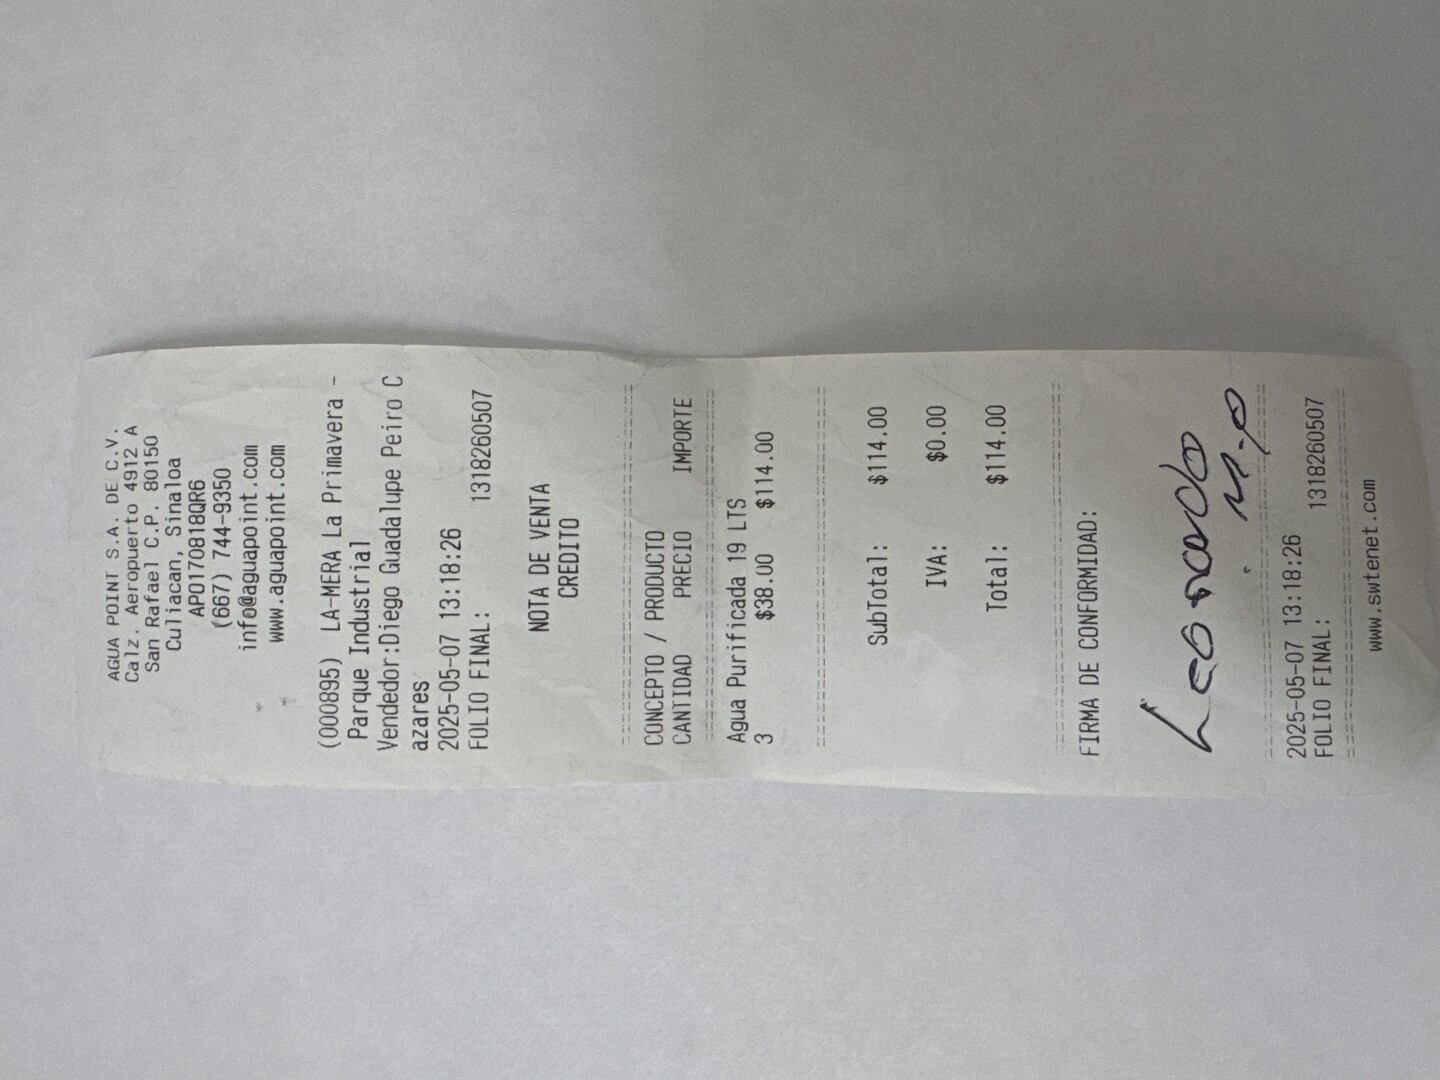 AGUA POINT S.A. DE C.V.
Calz. Aeropuerto 4912 A
San Rafael C.P. 80150
Culiacan, Sinaloa
APO170818QR6
(667) 744-9350
info@aguapoint.com
www.aguapoint.com
(000895) LA-MERA La Primavera -
Parque Industrial
Vendedor:Diego Guadalupe Peiro C
azares
2025-05-07 13:18:26
FOLIO FINAL: 1318260507
NOTA DE VENTA
CREDITO
CONCEPTO / PRODUCTO
CANTIDAD PRECIO IMPORTE
Agua Purificada 19 LTS
3 $38.00 $114.00
SubTotal: $114.00
IVA: $0.00
Total: $114.00
FIRMA DE CONFORMIDAD:
Leonardo
M.P
2025-05-07 13:18:26
FOLIO FINAL: 1318260507
www.swtenet.com